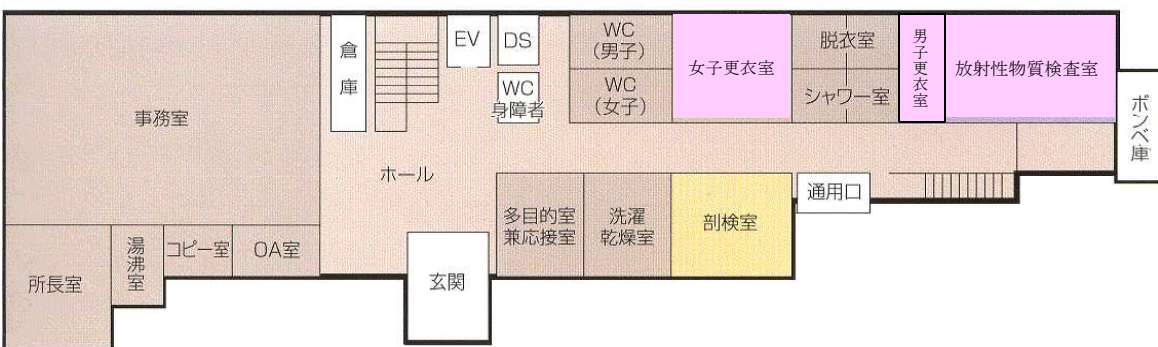 事務室
倉庫
EV
DS
WC
身障者
WC
(男子)
WC
(女子)
女子更衣室
脱衣室
シャワー室
男子更衣室
放射性物質検査室
ボンベ庫
ホール
多目的室
兼応接室
洗濯
乾燥室
剖検室
通用口
所長室
湯沸室
コピー室
OA室
玄関